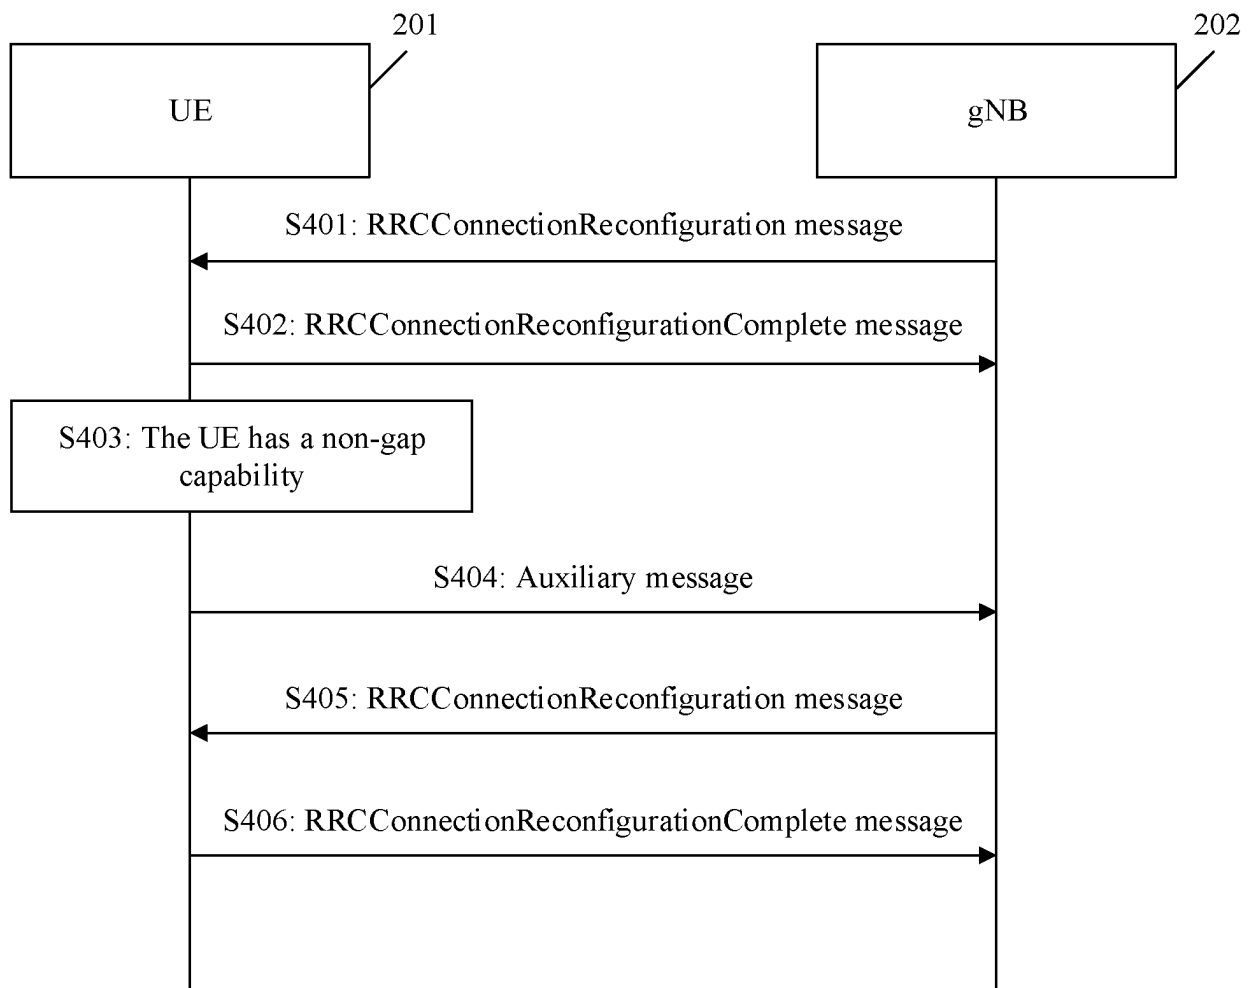 201
202
UE
gNB
S401: RRCConnectionReconfiguration message
S402: RRCConnectionReconfigurationComplete message
S403: The UE has a non-gap
capability
S404: Auxiliary message
S405: RRCConnectionReconfiguration message
S406: RRCConnectionReconfigurationComplete message